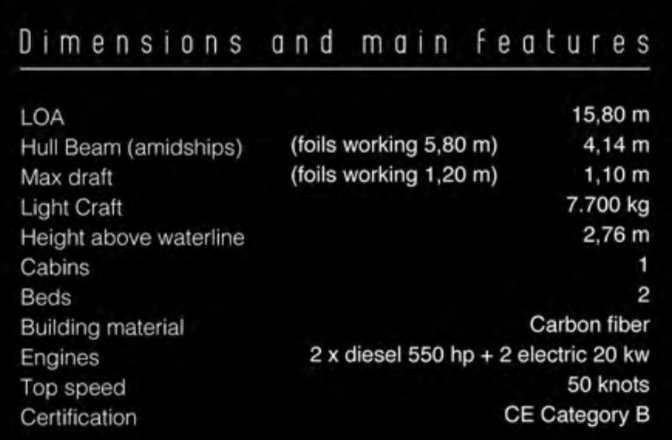 Dimensions and main features
LOA 15,80 m
Hull Beam (amidships) (foils working 5,80 m) 4,14 m
Max draft (foils working 1,20 m) 1,10 m
Light Craft 7.700 kg
Height above waterline 2,76 m
Cabins 1
Beds 2
Building material Carbon fiber
Engines 2 x diesel 550 hp + 2 electric 20 kw
Top speed 50 knots
Certification CE Category B